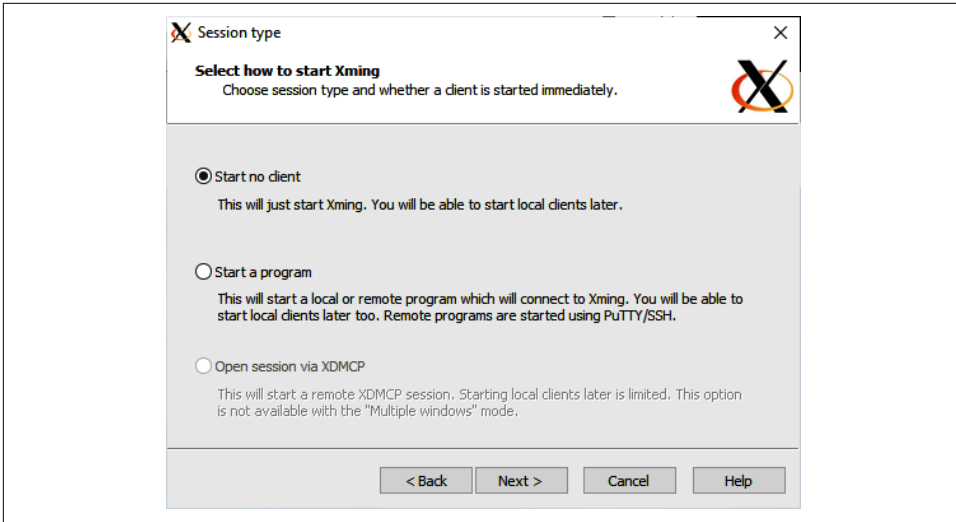 Session type
Select how to start Xming
Choose session type and whether a client is started immediately.
Start no client
This will just start Xming. You will be able to start local clients later.
Start a program
This will start a local or remote program which will connect to Xming. You will be able to
start local clients later too. Remote programs are started using PuTTY/SSH.
Open session via XDMCP
This will start a remote XDMCP session. Starting local clients later is limited. This option
is not available with the "Multiple windows" mode.
< Back Next > Cancel Help